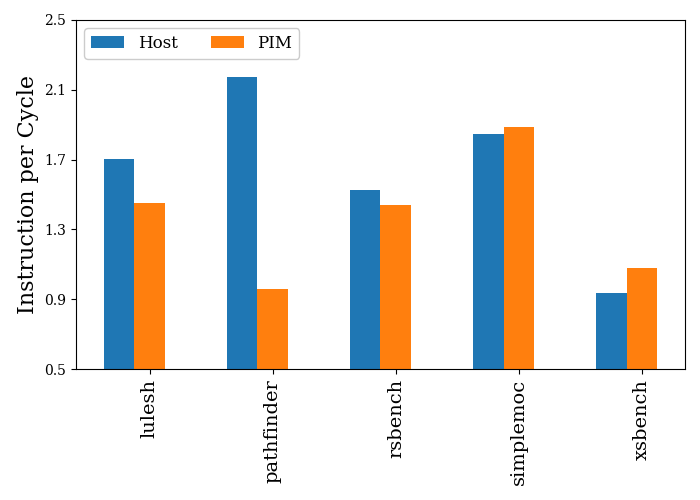 Host PIM
Instruction per Cycle
2.5
2.1
1.7
1.3
0.9
0.5
lulesh
pathfinder
rsbench
simplemoc
xsbench